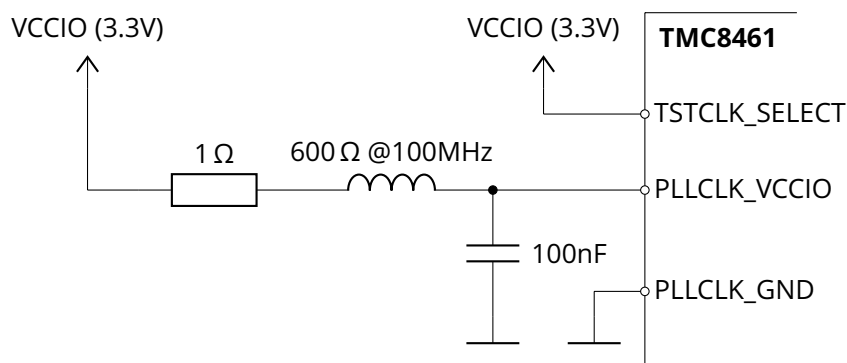 VCCIO (3.3V)
VCCIO (3.3V)
TMC8461
TSTCLK_SELECT
1 Ω
600 Ω @100MHz
PLLCLK_VCCIO
100nF
PLLCLK_GND